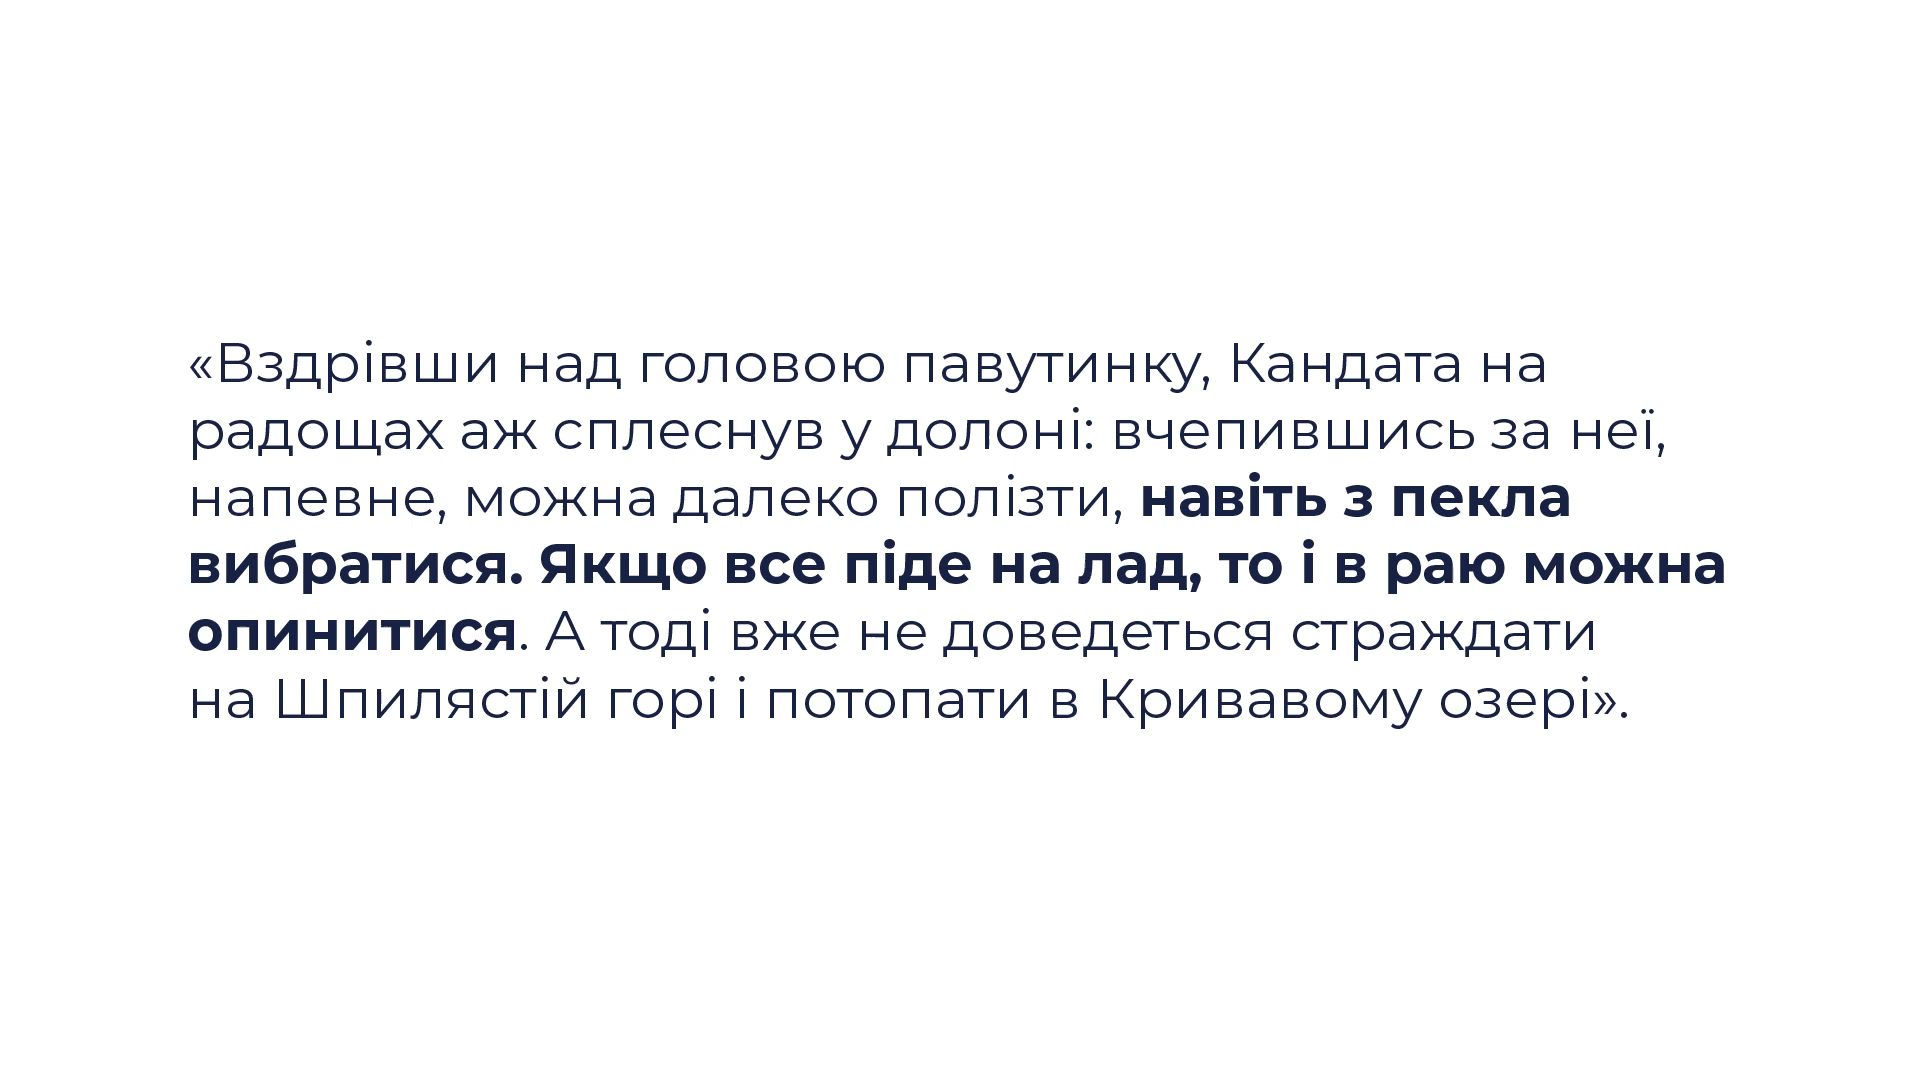 «Вздрівши над головою павутинку, Кандата на
радощах аж сплеснув у долоні: вчепившись за неї,
напевне, можна далеко полізти, навіть з пекла
вибратися. Якщо все піде на лад, то і в раю можна
опинитися. А тоді вже не доведеться страждати
на Шпилястій горі і потопати в Кривавому озері».